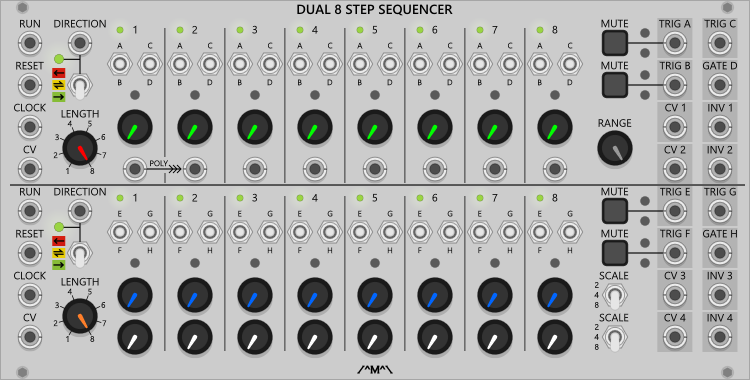 DUAL 8 STEP SEQUENCER
RUN DIRECTION 1 2 3 4 5 6 7 8 MUTE TRIG A TRIG C
A C A C A C A C A C A C A C A C
RESET MUTE TRIG B GATE D
B D B D B D B D B D B D B D B D
CLOCK LENGTH CV 1 INV 1
4 5 RANGE
3 6
CV 2 7 CV 2 INV 2
1 8
POLY
RUN DIRECTION 1 2 3 4 5 6 7 8 MUTE TRIG E TRIG G
E G E G E G E G E G E G E G E G
RESET MUTE TRIG F GATE H
F H F H F H F H F H F H F H F H
CLOCK LENGTH SCALE CV 3 INV 3
4 5 2
3 6 4
8
CV 2 7 SCALE CV 4 INV 4
1 8 2
4
8